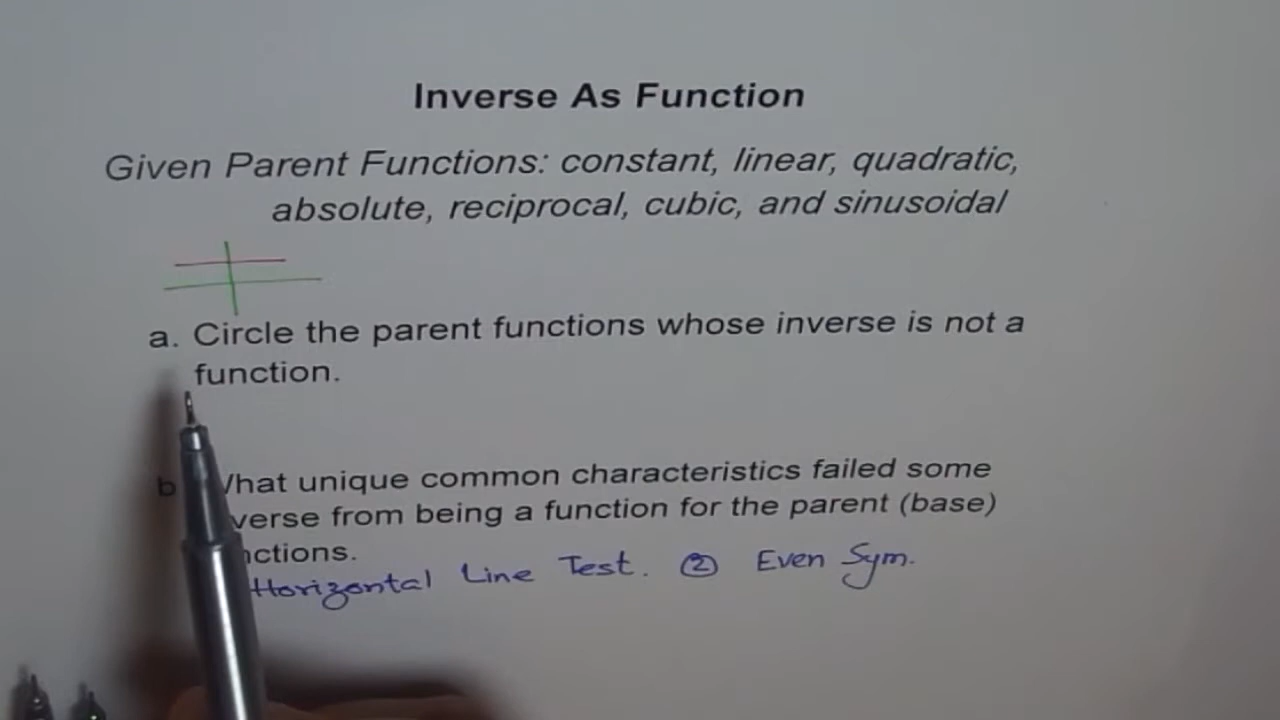 Inverse As Function
Given Parent Functions: constant, linear, quadratic,
absolute, reciprocal, cubic, and sinusoidal
a. Circle the parent functions whose inverse is not a
function.
b What unique common characteristics failed some
verse from being a function for the parent (base)
nctions.
Horizontal Line Test. ② Even Sym.